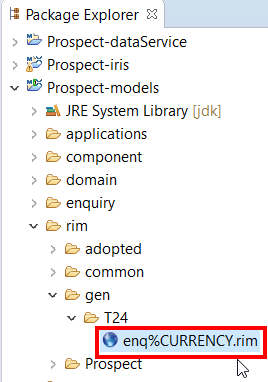 Package Explorer
Prospect-dataService
Prospect-iris
Prospect-models
JRE System Library [jdk]
applications
component
domain
enquiry
rim
adopted
common
gen
T24
enq%CURRENCY.rim
Prospect